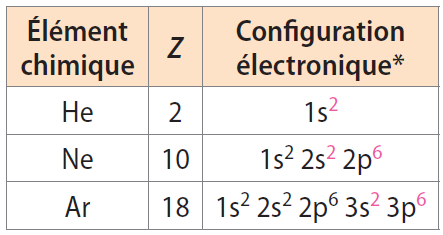 Élément chimique Z Configuration électronique*
He 2 1s² 
Ne 10 1s² 2s² 2p⁶
Ar 18 1s² 2s² 2p⁶ 3s² 3p⁶